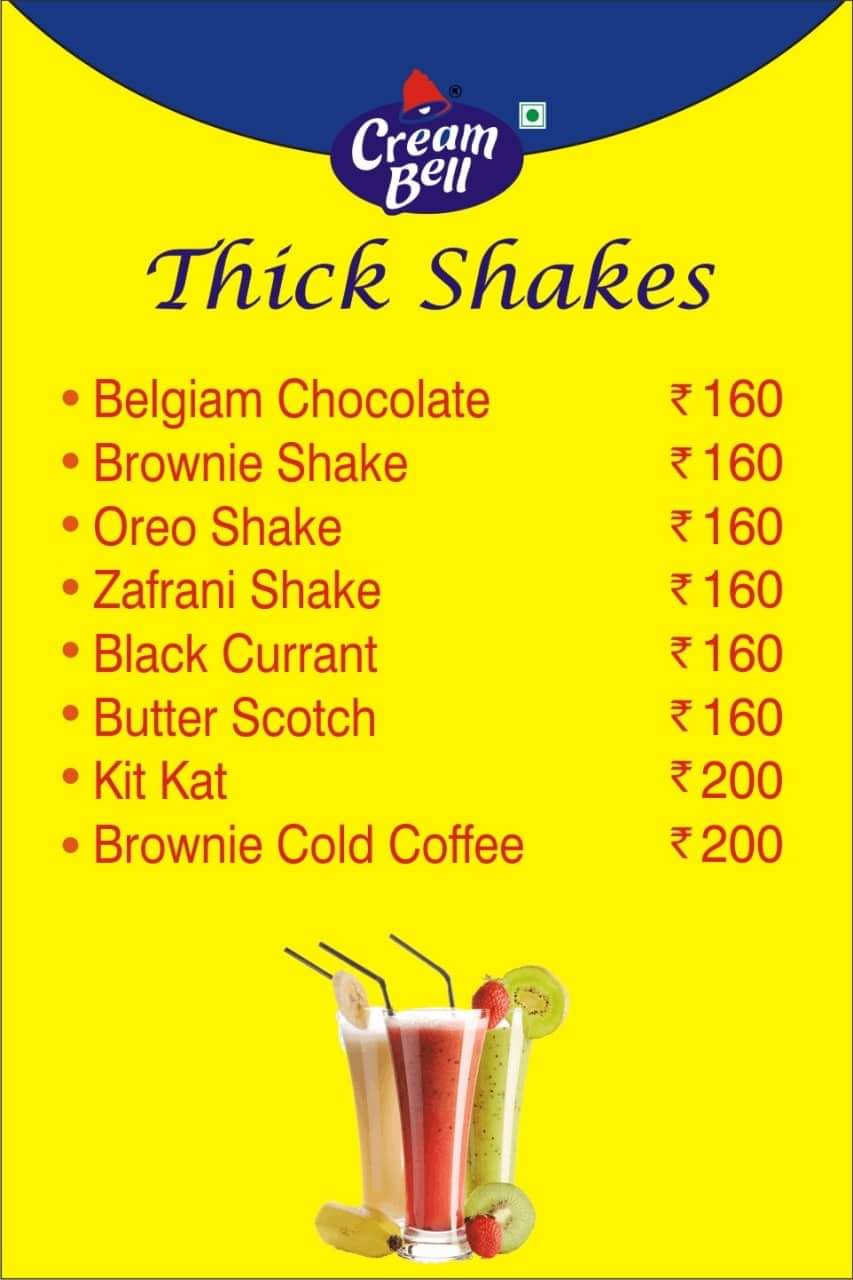 Cream
Bell
®
Thick Shakes
• Belgiam Chocolate ₹ 160
• Brownie Shake ₹ 160
• Oreo Shake ₹ 160
• Zafrani Shake ₹ 160
• Black Currant ₹ 160
• Butter Scotch ₹ 160
• Kit Kat ₹ 200
• Brownie Cold Coffee ₹ 200